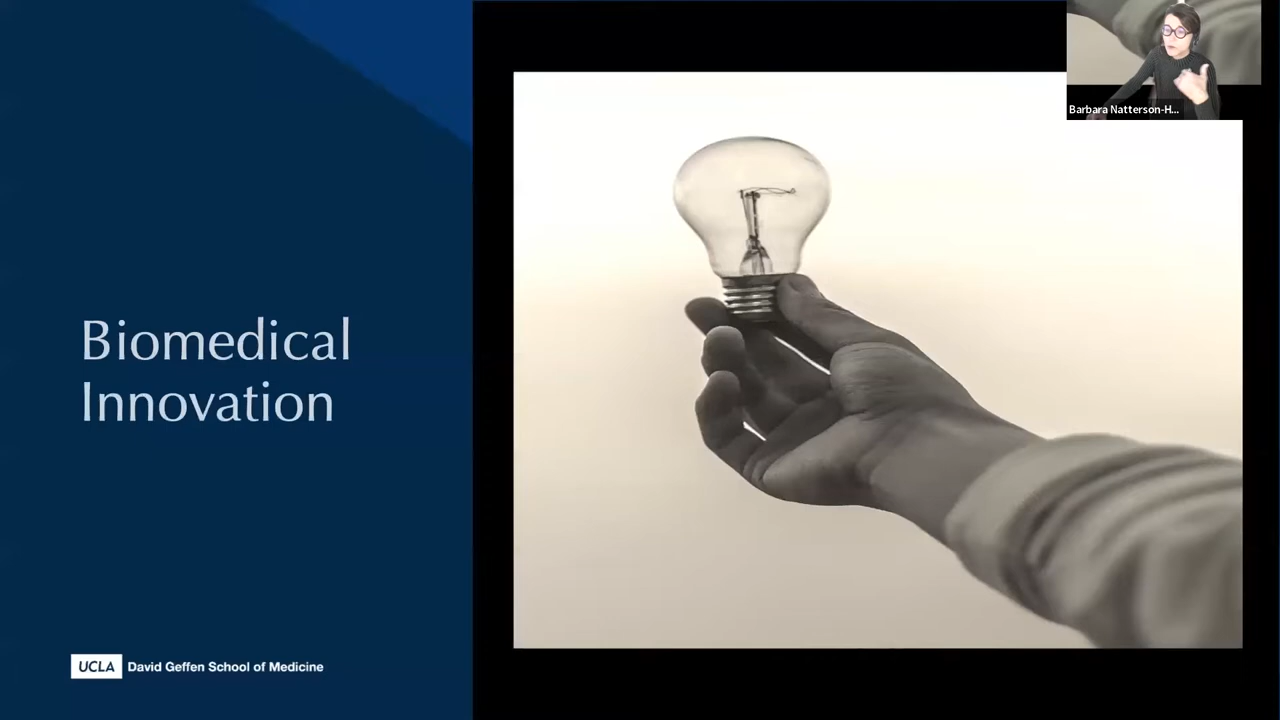 Barbara Natterson-H...
Biomedical
Innovation
UCLA David Geffen School of Medicine